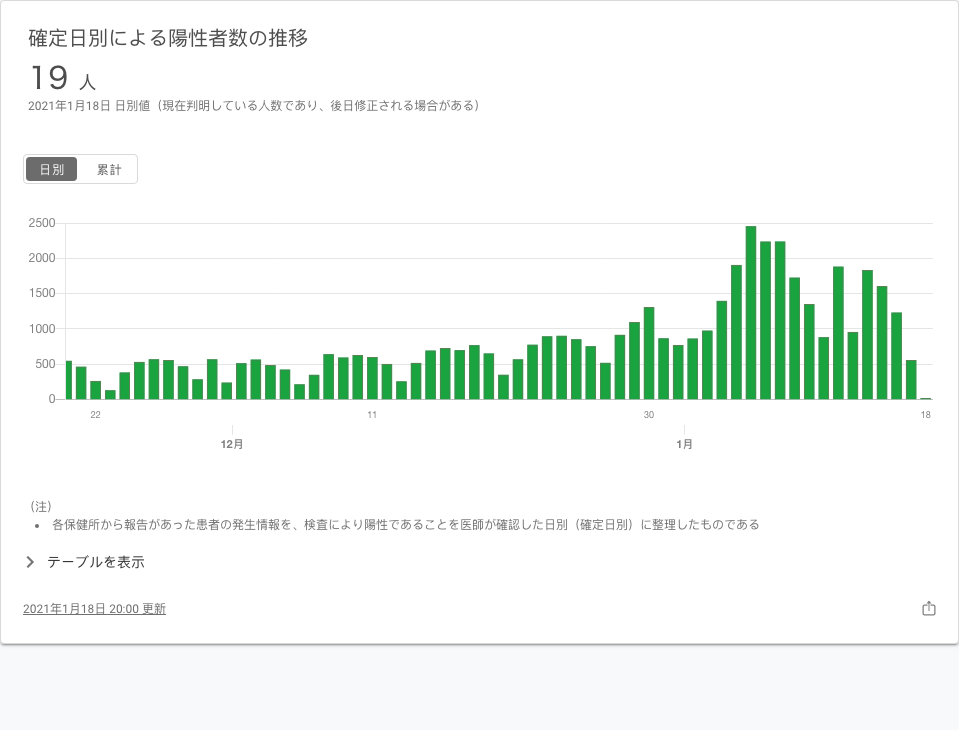 確定日別による陽性者数の推移
19 人
2021年1月18日 日別値（現在判明している人数であり、後日修正される場合がある）
日別 累計
2500
2000
1500
1000
500
0
22 11 30 18
12月 1月
（注）
• 各保健所から報告があった患者の発生情報を、検査により陽性であることを医師が確認した日別（確定日別）に整理したものである
テーブルを表示
2021年1月18日 20:00 更新